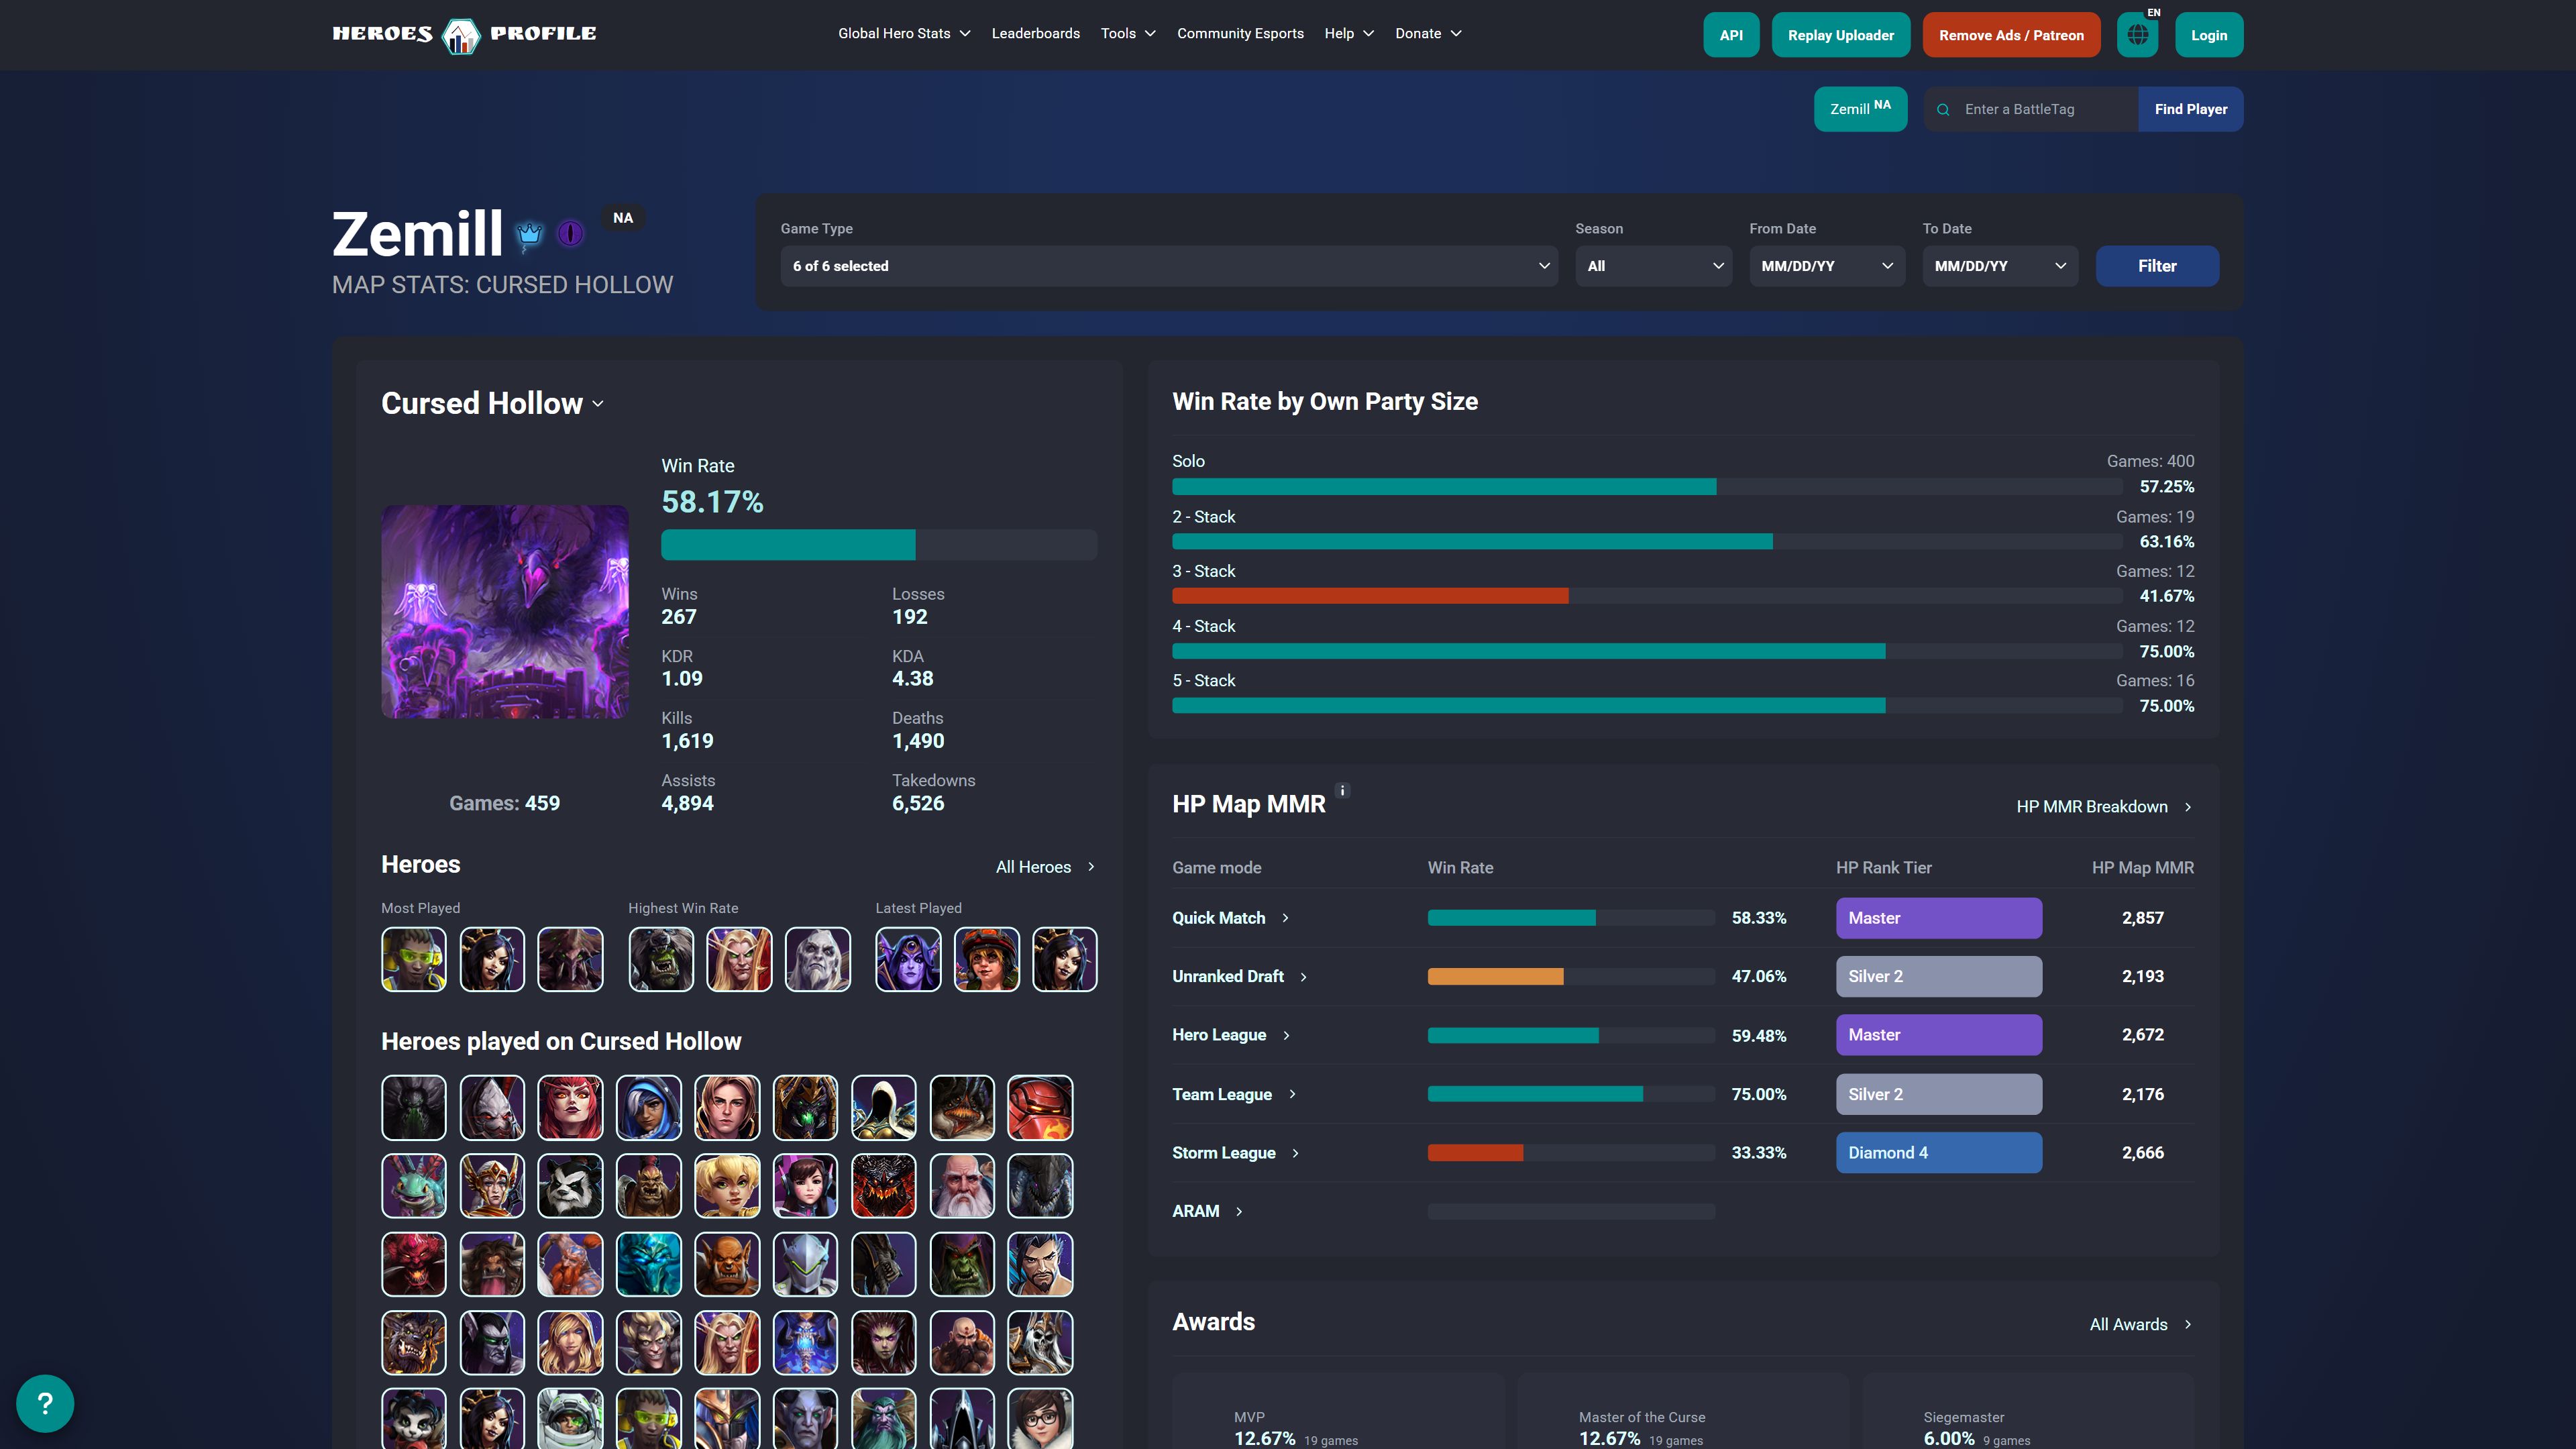 HEROES PROFILE
Global Hero Stats
Leaderboards
Tools
Community Esports
Help
Donate
API
Replay Uploader
Remove Ads / Patreon
EN
Login
Zemill NA
Enter a BattleTag
Find Player
Zemill
NA
MAP STATS: CURSED HOLLOW
Game Type
6 of 6 selected
Season
All
From Date
MM/DD/YY
To Date
MM/DD/YY
Filter
Cursed Hollow
Win Rate
58.17%
Wins
267
Losses
192
KDR
1.09
KDA
4.38
Kills
1,619
Deaths
1,490
Assists
4,894
Takedowns
6,526
Games: 459
Heroes
All Heroes
Most Played
Highest Win Rate
Latest Played
Heroes played on Cursed Hollow
Win Rate by Own Party Size
Solo
Games: 400
57.25%
2 - Stack
Games: 19
63.16%
3 - Stack
Games: 12
41.67%
4 - Stack
Games: 12
75.00%
5 - Stack
Games: 16
75.00%
HP Map MMR
i
HP MMR Breakdown
Game mode
Win Rate
HP Rank Tier
HP Map MMR
Quick Match
58.33%
Master
2,857
Unranked Draft
47.06%
Silver 2
2,193
Hero League
59.48%
Master
2,672
Team League
75.00%
Silver 2
2,176
Storm League
33.33%
Diamond 4
2,666
ARAM
Awards
All Awards
MVP
12.67% 19 games
Master of the Curse
12.67% 19 games
Siegemaster
6.00% 9 games
?